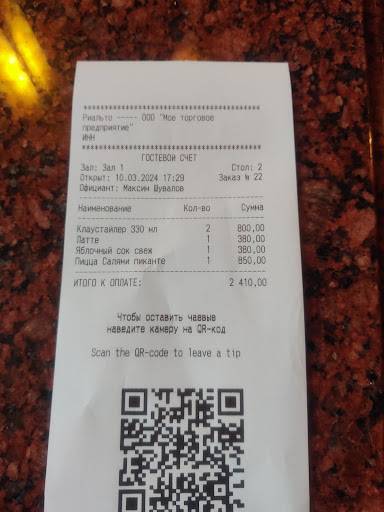 ****************************************
Риальто ----- ООО "Мое торговое
предприятие"
ИНН
****************************************
ГОСТЕВОЙ СЧЕТ
Зал: Зал 1 Стол: 2
Открыт: 10.03.2024 17:29 Заказ № 22
Официант: Максим Шувалов
Наименование Кол-во Сумма
Клаустайлер 330 мл 2 800,00
Латте 1 380,00
Яблочный сок свеж 1 380,00
Пицца Салями пиканте 1 850,00
ИТОГО К ОПЛАТЕ: 2 410,00
Чтобы оставить чаевые
наведите камеру на QR-код
Scan the QR-code to leave a tip